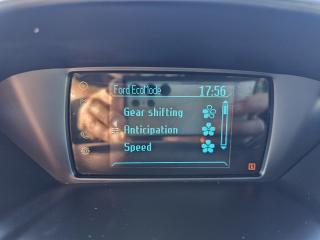 Ford EcoMode 17:56
Gear shifting
Anticipation
Speed